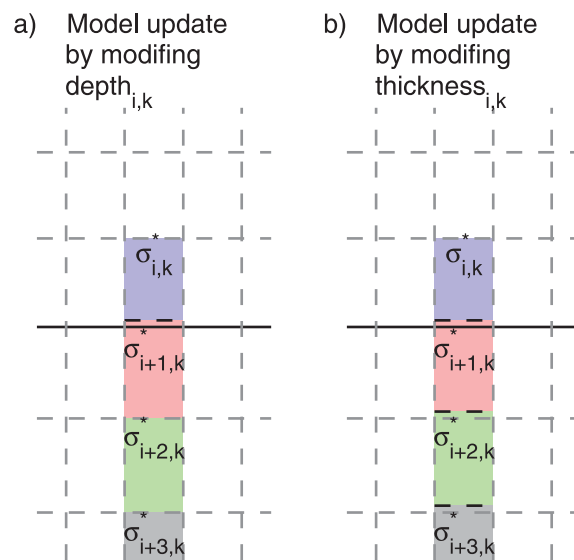 a) Model update
by modifing
depth i,k
b) Model update
by modifing
thickness i,k
σ* i,k
σ* i+1,k
σ* i+2,k
σ* i+3,k
σ* i,k
σ* i+1,k
σ* i+2,k
σ* i+3,k